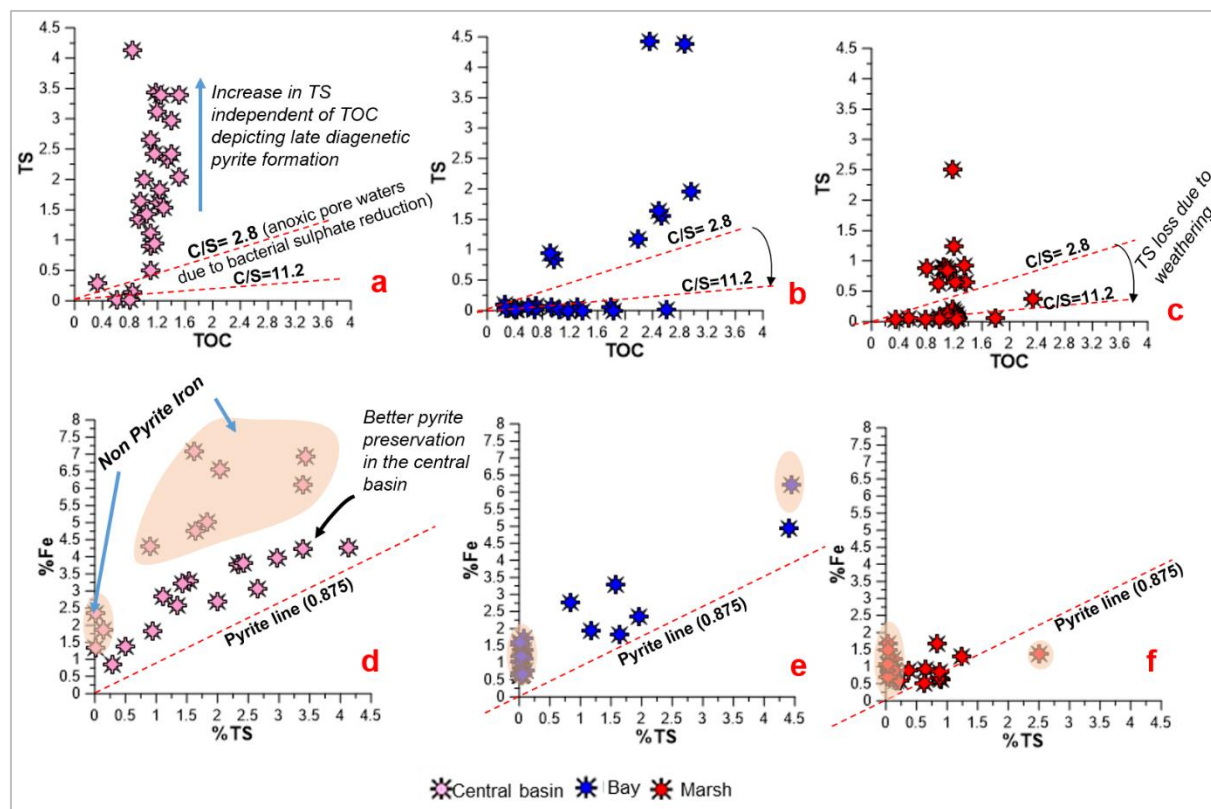 4.5
4
3.5
3
2.5
2
1.5
1
0.5
0
TS
0 0.4 0.8 1.2 1.6 2 2.4 2.8 3.2 3.6 4
TOC
Increase in TS
independent of TOC
depicting late diagenetic
pyrite formation
C/S= 2.8 (anoxic pore waters
due to bacterial sulphate reduction)
C/S=11.2
a
4.5
4
3.5
3
2.5
2
1.5
1
0.5
0
TS
0 0.4 0.8 1.2 1.6 2 2.4 2.8 3.2 3.6 4
TOC
C/S= 2.8
C/S=11.2
b
4.5
4
3.5
3
2.5
2
1.5
1
0.5
0
TS
0 0.4 0.8 1.2 1.6 2 2.4 2.8 3.2 3.6 4
TOC
C/S= 2.8
C/S=11.2
TS loss due to
weathering
c
8
7.5
7
6.5
6
5.5
5
4.5
4
3.5
3
2.5
2
1.5
1
0.5
0
%Fe
0 0.5 1 1.5 2 2.5 3 3.5 4 4.5
%TS
Non Pyrite Iron
Better pyrite
preservation
in the central
basin
Pyrite line (0.875)
d
8
7.5
7
6.5
6
5.5
5
4.5
4
3.5
3
2.5
2
1.5
1
0.5
0
%Fe
0 0.5 1 1.5 2 2.5 3 3.5 4 4.5
%TS
Pyrite line (0.875)
e
8
7.5
7
6.5
6
5.5
5
4.5
4
3.5
3
2.5
2
1.5
1
0.5
0
%Fe
0 0.5 1 1.5 2 2.5 3 3.5 4 4.5
%TS
Pyrite line (0.875)
f
Central basin Bay Marsh